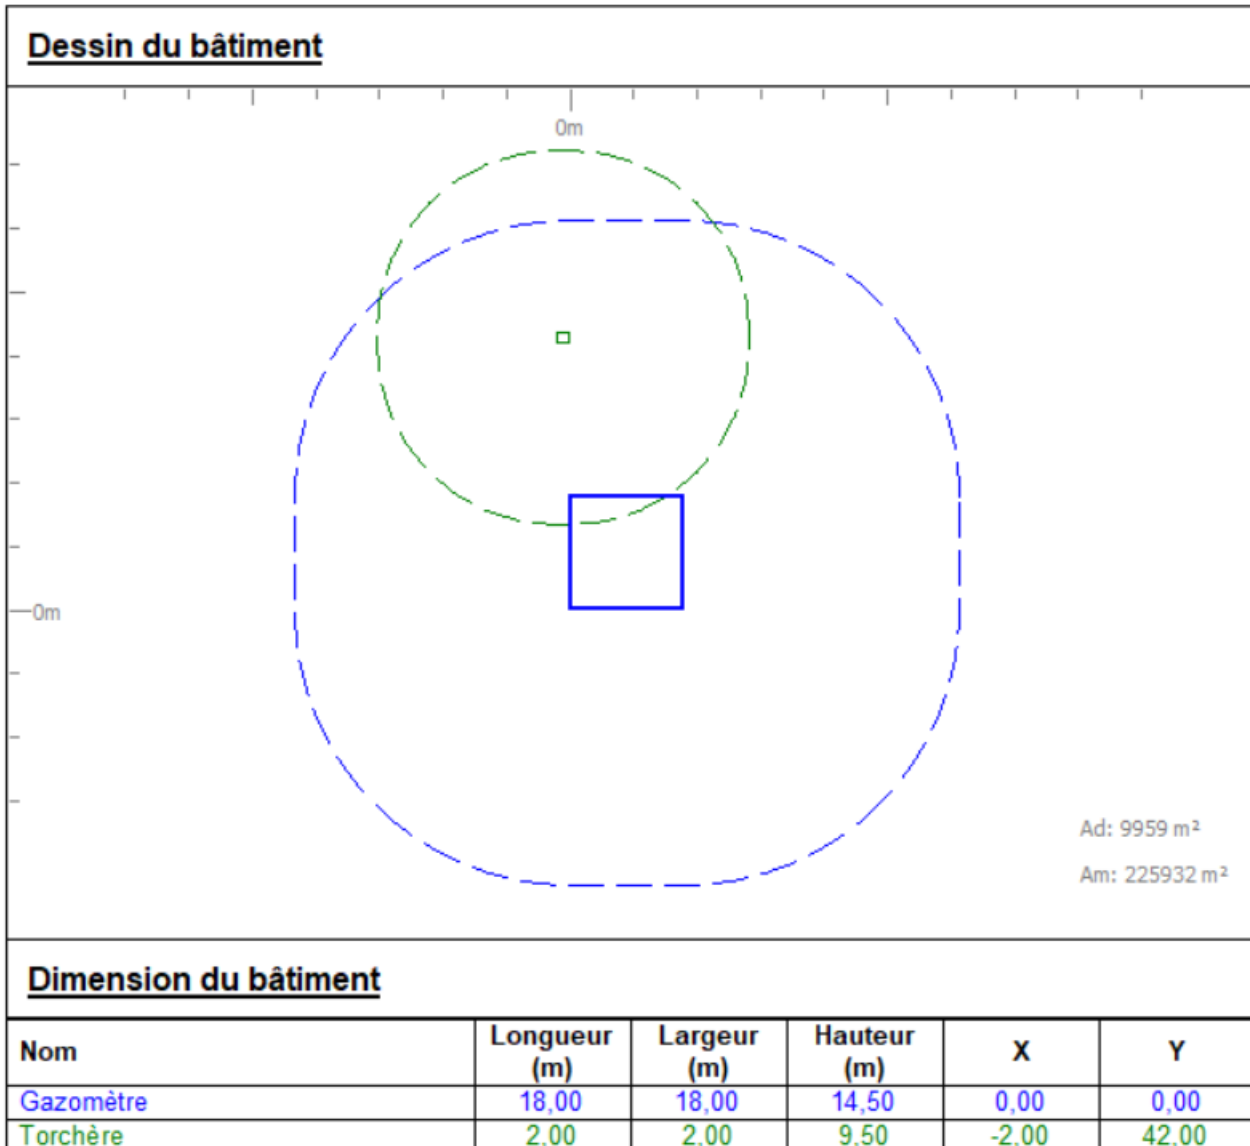 Dessin du bâtiment
0m
0m
Ad: 9959 m²
Am: 225932 m²
Dimension du bâtiment
Nom Longueur (m) Largeur (m) Hauteur (m) X Y
Gazomètre 18,00 18,00 14,50 0,00 0,00
Torchère 2,00 2,00 9,50 -2,00 42,00